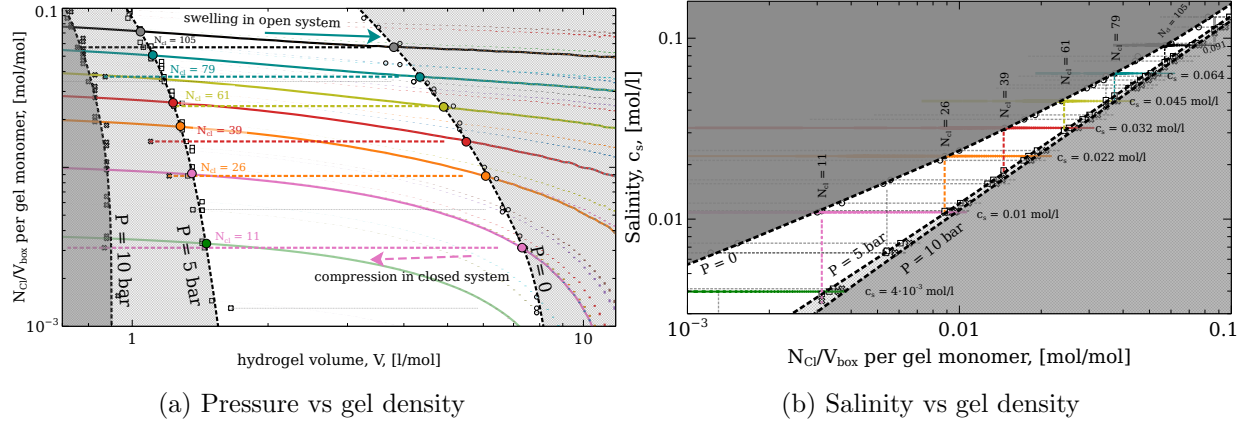 0.1
10⁻³
N_Cl/V_box per gel monomer, [mol/mol]
swelling in open system
N_cl = 105
N_cl = 79
N_cl = 61
N_cl = 39
N_cl = 26
N_cl = 11
P = 10 bar
P = 5 bar
P = 0
compression in closed system
1
10
hydrogel volume, V, [l/mol]
(a) Pressure vs gel density
0.1
0.01
Salinity, c_s, [mol/l]
N_cl = 11
N_cl = 26
N_cl = 39
N_cl = 61
N_cl = 79
N_cl = 105
0.091
c_s = 0.064
c_s = 0.045 mol/l
c_s = 0.032 mol/l
c_s = 0.022 mol/l
c_s = 0.01 mol/l
c_s = 4·10⁻³ mol/l
P = 0
P = 5 bar
P = 10 bar
10⁻³
0.01
0.1
N_Cl/V_box per gel monomer, [mol/mol]
(b) Salinity vs gel density